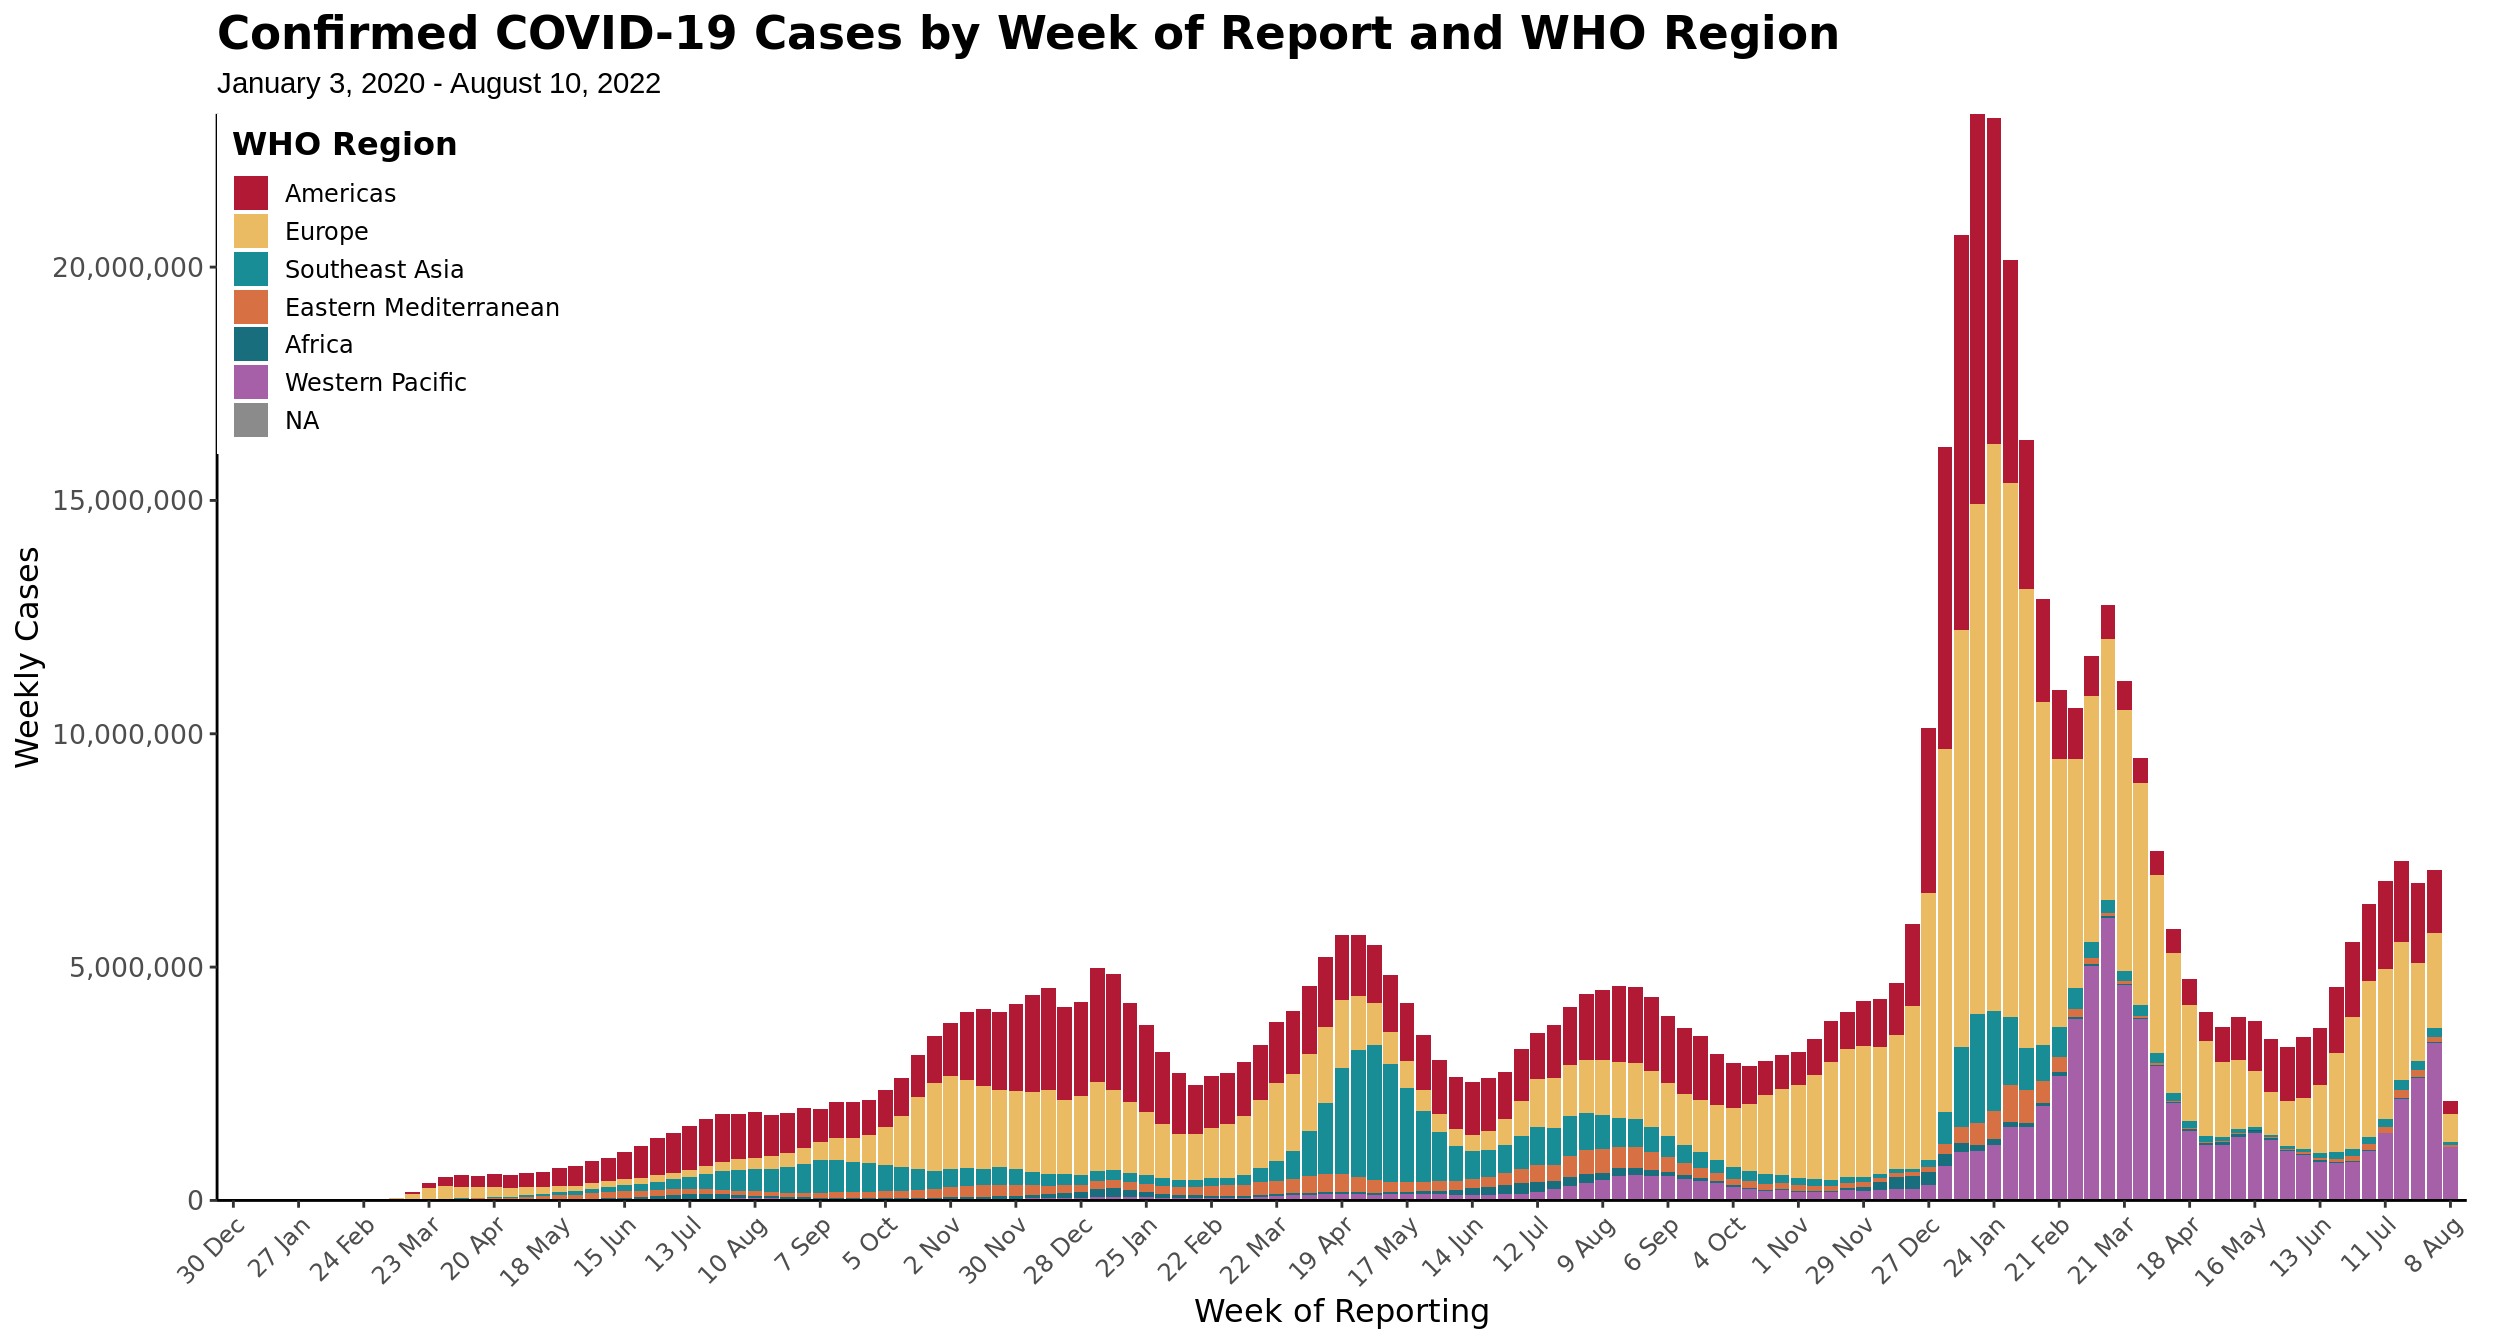 Confirmed COVID-19 Cases by Week of Report and WHO Region
January 3, 2020 - August 10, 2022
WHO Region
Americas
Europe
Southeast Asia
Eastern Mediterranean
Africa
Western Pacific
NA
Weekly Cases
20,000,000
15,000,000
10,000,000
5,000,000
0
30 Dec
27 Jan
24 Feb
23 Mar
20 Apr
18 May
15 Jun
13 Jul
10 Aug
7 Sep
5 Oct
2 Nov
30 Nov
28 Dec
25 Jan
22 Feb
22 Mar
19 Apr
17 May
14 Jun
12 Jul
9 Aug
6 Sep
4 Oct
1 Nov
29 Nov
27 Dec
24 Jan
21 Feb
21 Mar
18 Apr
16 May
13 Jun
11 Jul
8 Aug
Week of Reporting